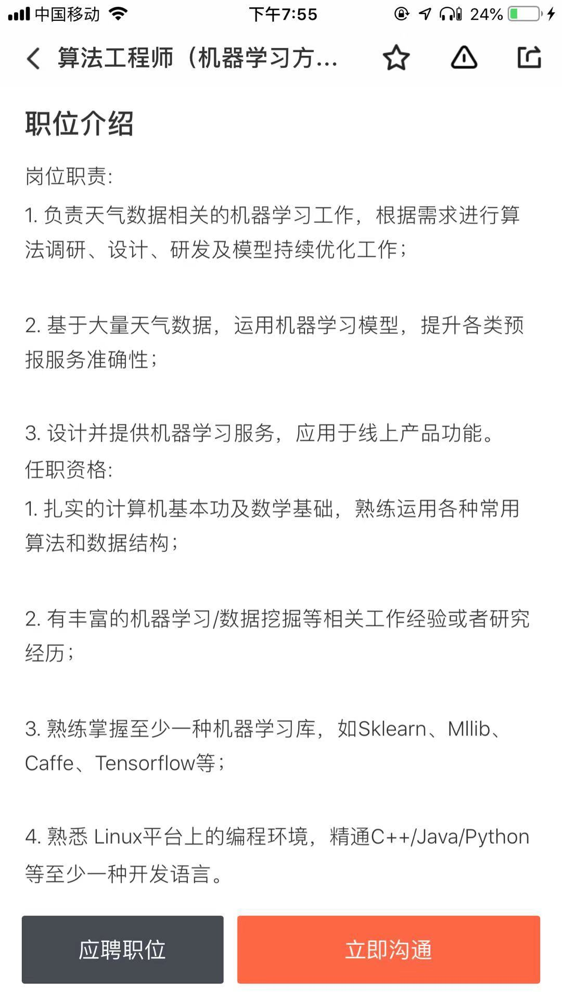 中国移动 下午7:55 24%
算法工程师（机器学习方...
职位介绍
岗位职责:
1. 负责天气数据相关的机器学习工作，根据需求进行算
法调研、设计、研发及模型持续优化工作；
2. 基于大量天气数据，运用机器学习模型，提升各类预
报服务准确性；
3. 设计并提供机器学习服务，应用于线上产品功能。
任职资格:
1. 扎实的计算机基本功及数学基础，熟练运用各种常用
算法和数据结构；
2. 有丰富的机器学习/数据挖掘等相关工作经验或者研究
经历；
3. 熟练掌握至少一种机器学习库，如Sklearn、Mllib、
Caffe、Tensorflow等；
4. 熟悉 Linux平台上的编程环境，精通C++/Java/Python
等至少一种开发语言。
应聘职位 立即沟通